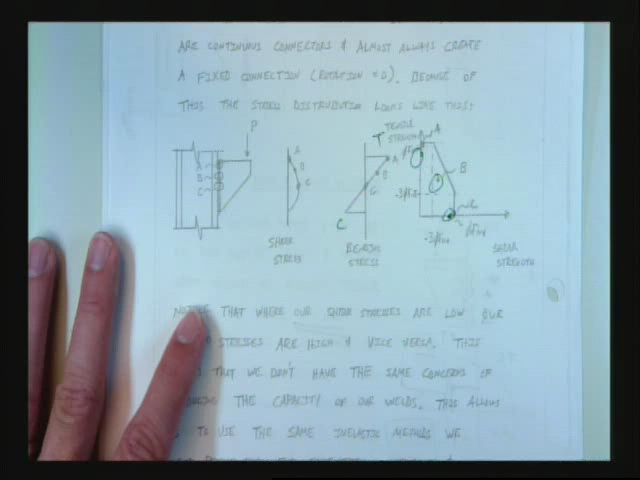 ARE CONTINUOUS CONNECTORS & ALMOST ALWAYS CREATE
A FIXED CONNECTION (ROTATION = 0). BECAUSE OF
THIS THE STRESS DISTRIBUTION LOOKS LIKE THIS:
P
A
B
C
A
B
C
SHEAR
STRESS
T
A
B
C
C
BENDING
STRESS
TENSILE
STRENGTH
A
B
C
SHEAR
STRENGTH
NOTICE THAT WHERE OUR SHEAR STRESSES ARE LOW OUR
STRESSES ARE HIGH & VICE VERSA. THIS
THAT WE DON'T HAVE THE SAME CONCERNS OF
THE CAPACITY OF OUR WELDS. THIS ALLOWS
TO USE THE SAME INELASTIC METHOD WE